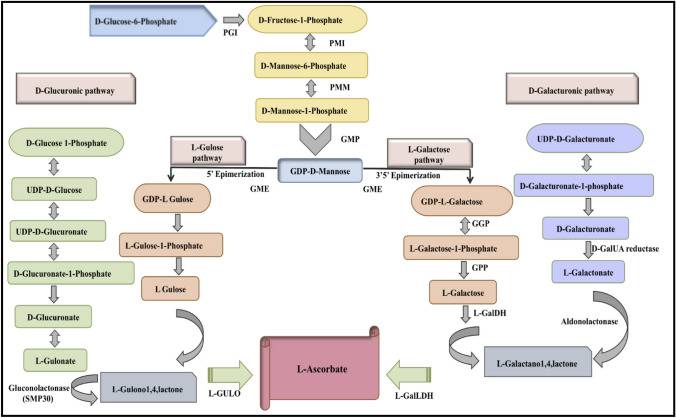 D-Glucose-6-Phosphate
PGI
D-Fructose-1-Phosphate
PMI
D-Mannose-6-Phosphate
PMM
D-Mannose-1-Phosphate
GMP
GDP-D-Mannose
D-Glucuronic pathway
D-Galacturonic pathway
L-Gulose
pathway
L-Galactose
pathway
5' Epimerization
GME
3'5' Epimerization
GME
D-Glucose 1-Phosphate
UDP-D-Glucose
UDP-D-Glucuronate
D-Glucuronate-1-Phosphate
D-Glucuronate
L-Gulonate
Gluconolactonase
(SMP30)
GDP-L Gulose
L-Gulose-1-Phosphate
L Gulose
L-Gulono1,4,lactone
L-GULO
L-Ascorbate
GDP-L-Galactose
GGP
L-Galactose-1-Phosphate
GPP
L-Galactose
L-GalDH
L-GalLDH
UDP-D-Galacturonate
D-Galacturonate-1-phosphate
D-Galacturonate
D-GalUA reductase
L-Galactonate
Aldonolactonase
L-Galactano1,4,lactone